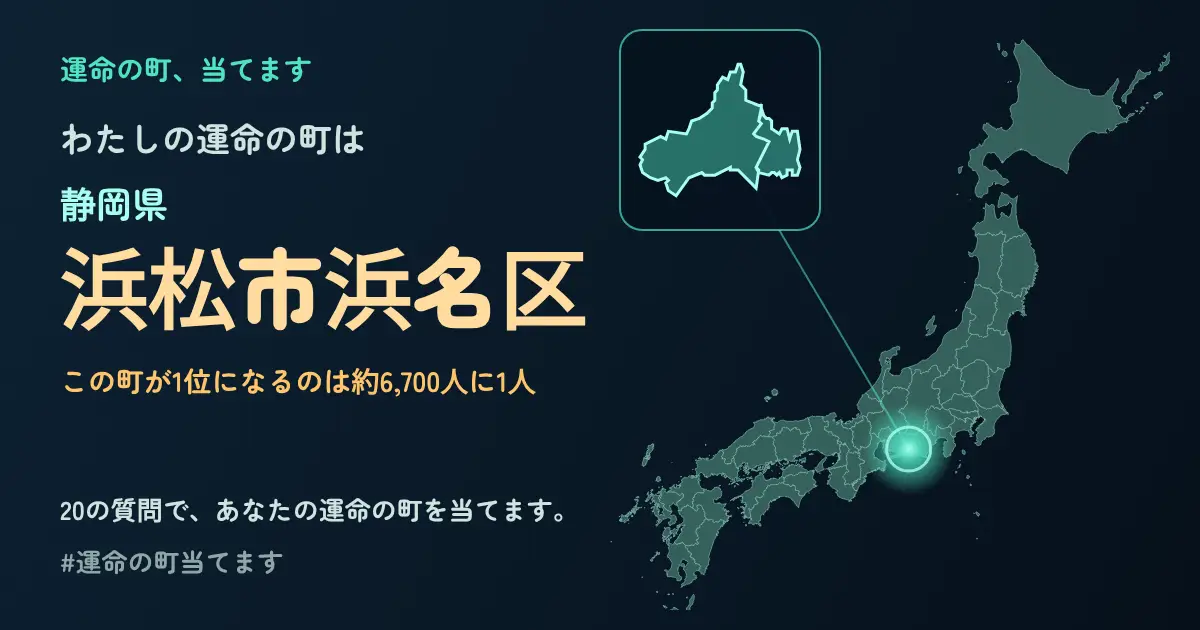 運命の町、当てます
わたしの運命の町は
静岡県
浜松市浜名区
この町が1位になるのは約6,700人に1人
20の質問で、あなたの運命の町を当てます。
#運命の町当てます